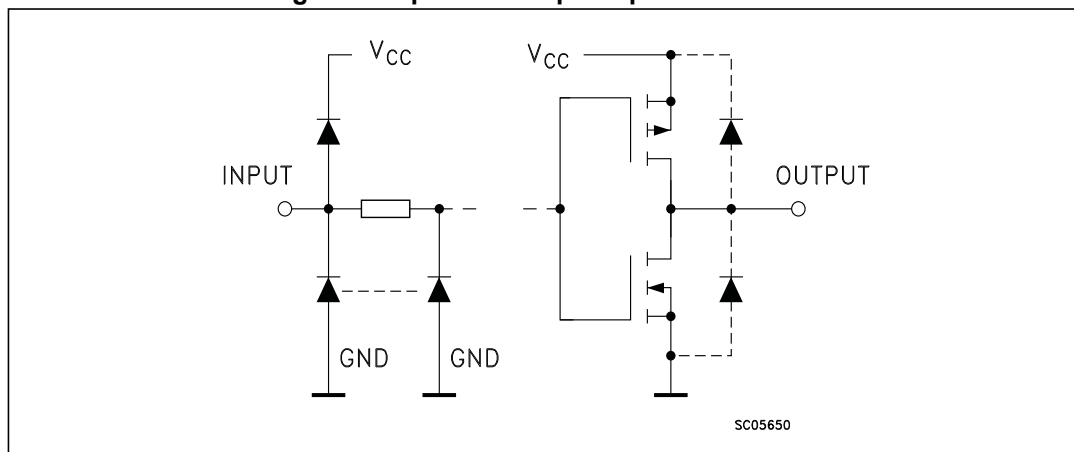 VCC
VCC
INPUT
OUTPUT
GND
GND
SC05650